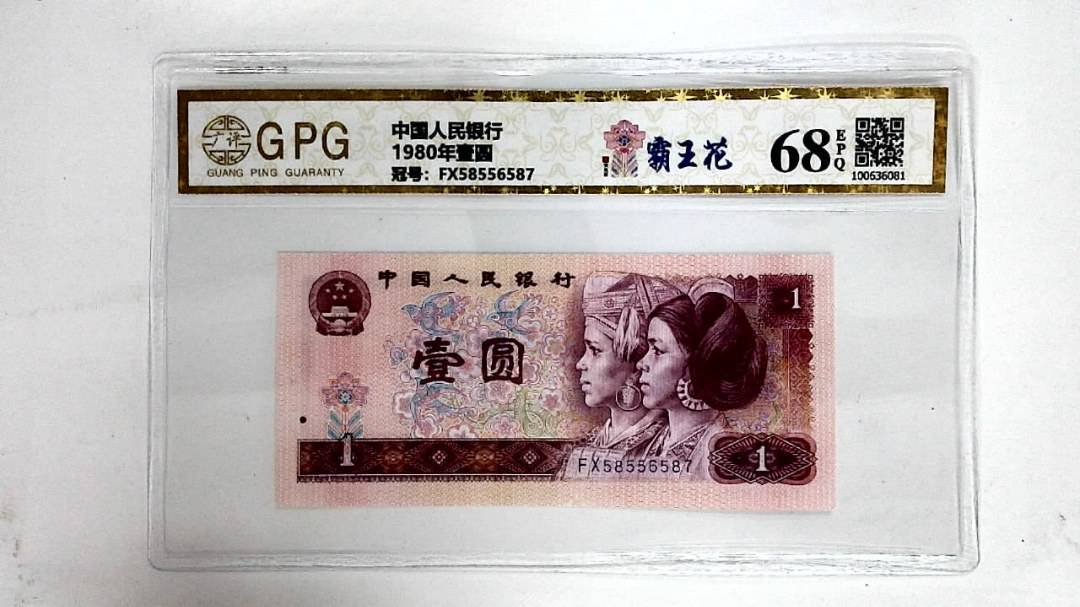 广评
GPG
GUANG PING GUARANTY
中国人民银行
1980年壹圆
冠号：FX58556587
霸王花
68
EPQ
100636081
中国人民银行
1
壹圆
1
FX58556587
1